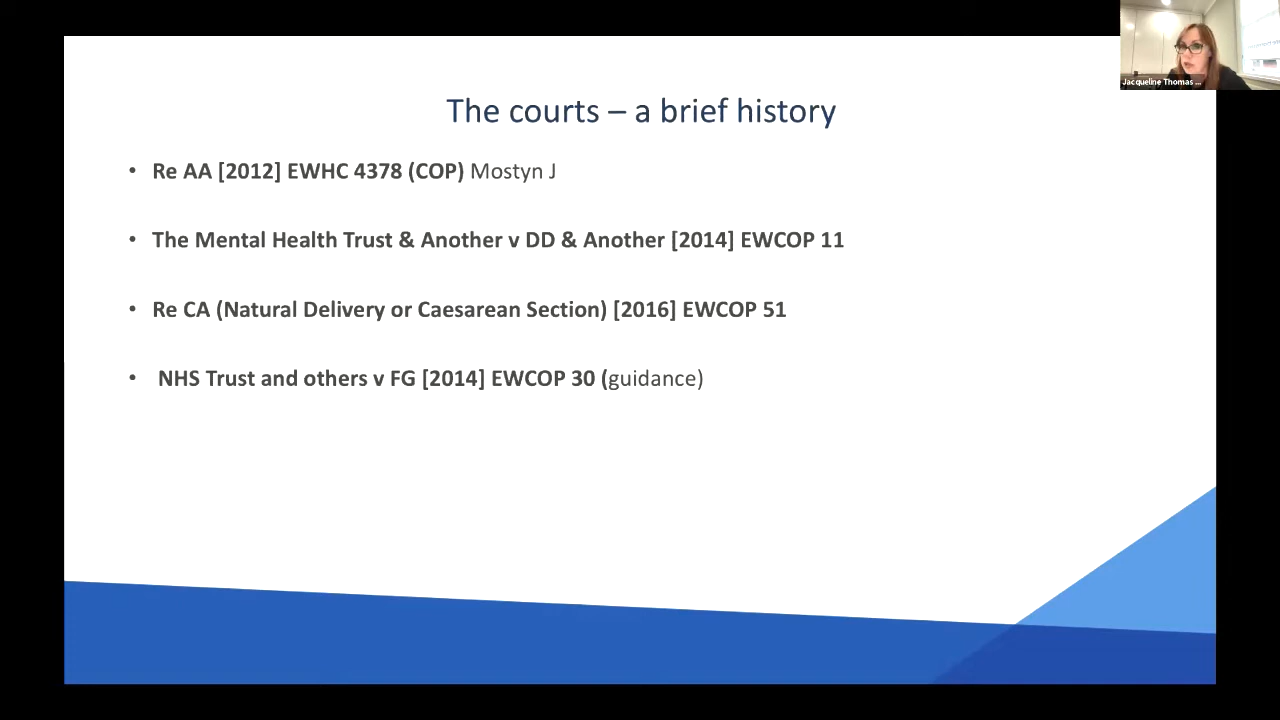 Jacqueline Thomas ...
The courts – a brief history
• Re AA [2012] EWHC 4378 (COP) Mostyn J
• The Mental Health Trust & Another v DD & Another [2014] EWCOP 11
• Re CA (Natural Delivery or Caesarean Section) [2016] EWCOP 51
• NHS Trust and others v FG [2014] EWCOP 30 (guidance)